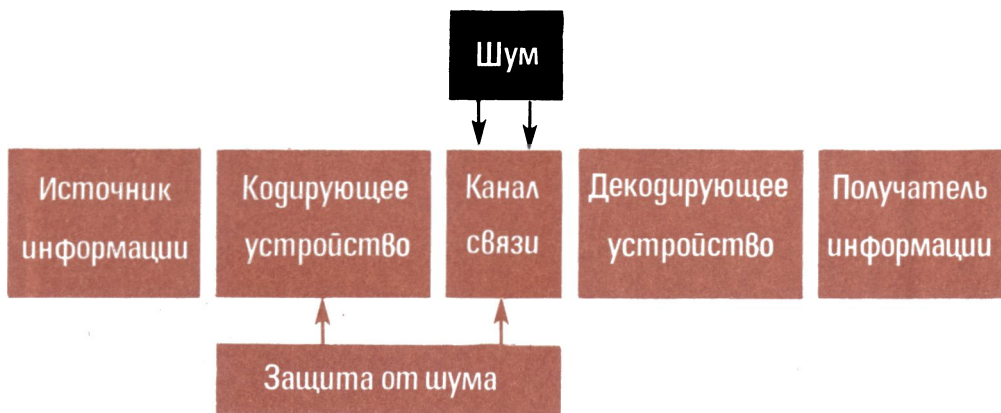 Шум
Источник
информации
Кодирующее
устройство
Канал
связи
Декодирующее
устройство
Получатель
информации
Защита от шума